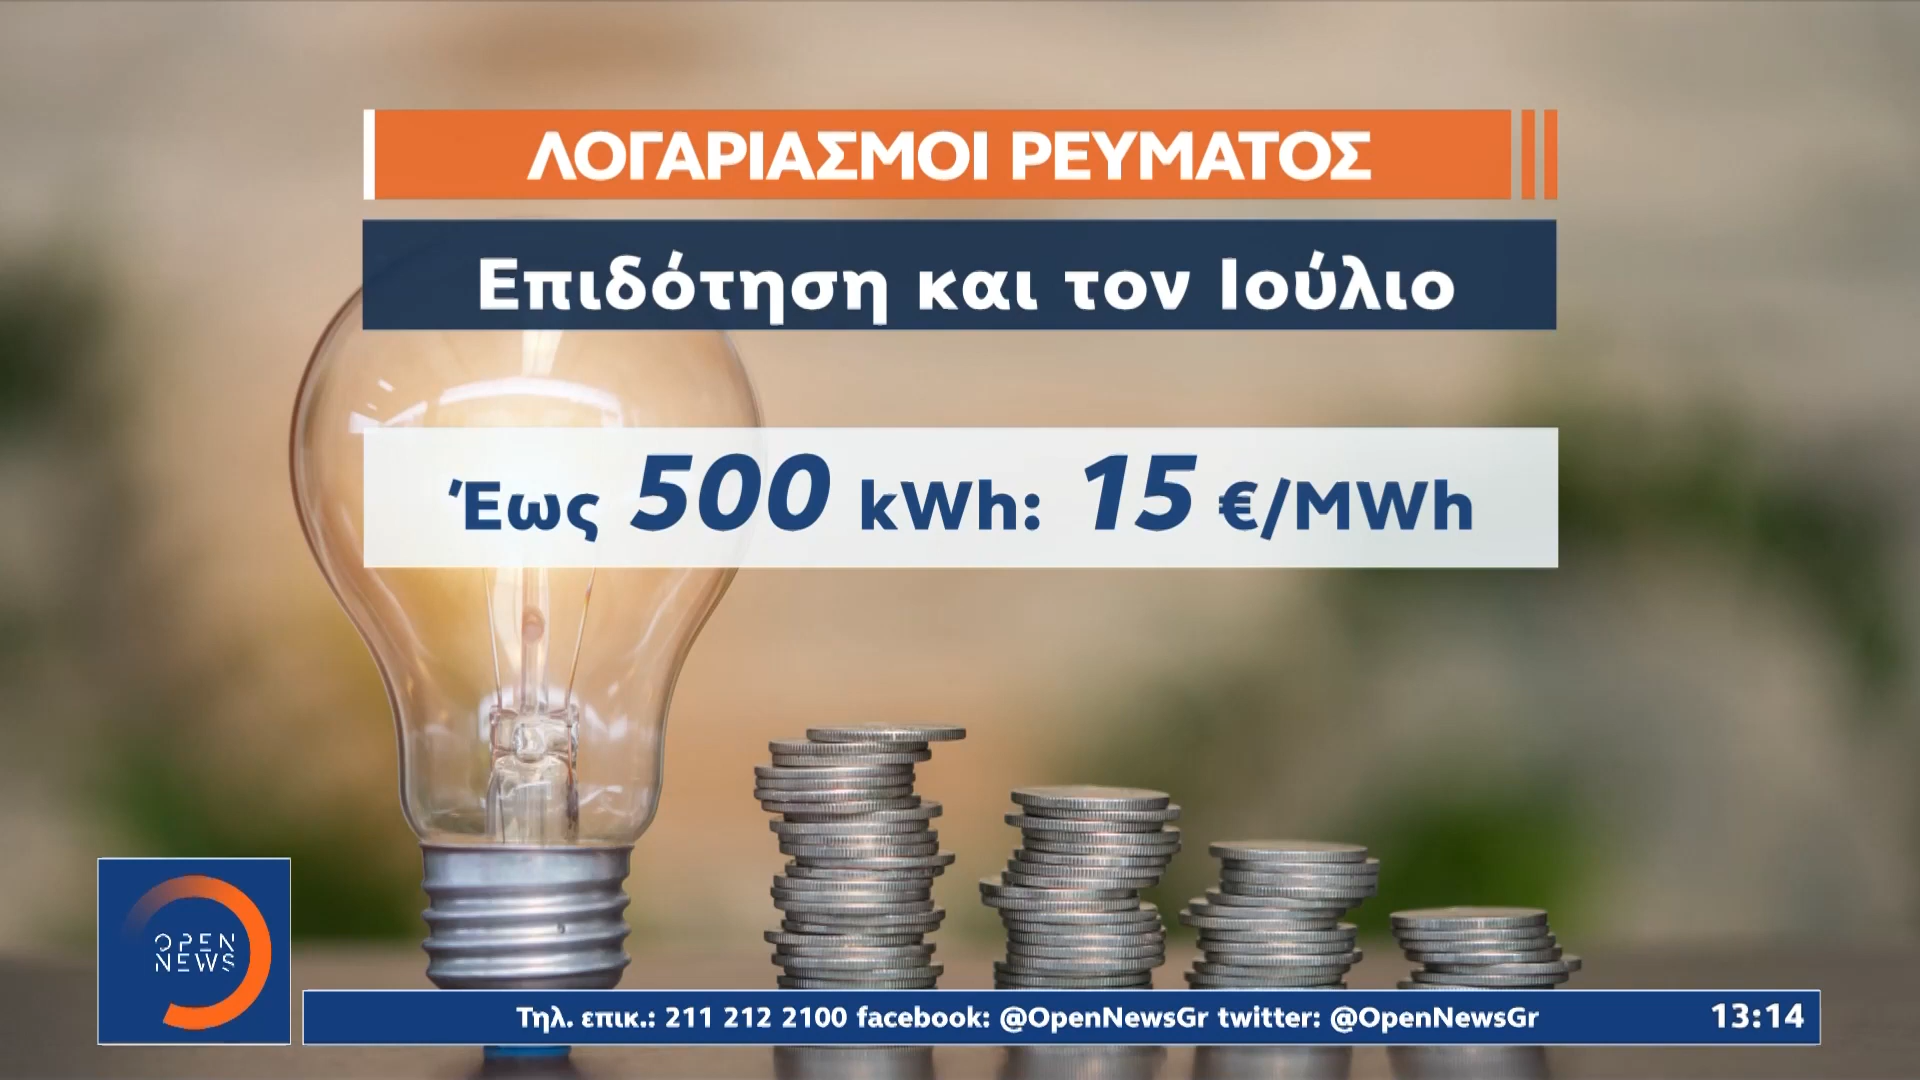 ΛΟΓΑΡΙΑΣΜΟΙ ΡΕΥΜΑΤΟΣ
Επιδότηση και τον Ιούλιο
Έως 500 kWh: 15 €/MWh
OPEN
NEWS
Τηλ. επικ.: 211 212 2100 facebook: @OpenNewsGr twitter: @OpenNewsGr
13:14